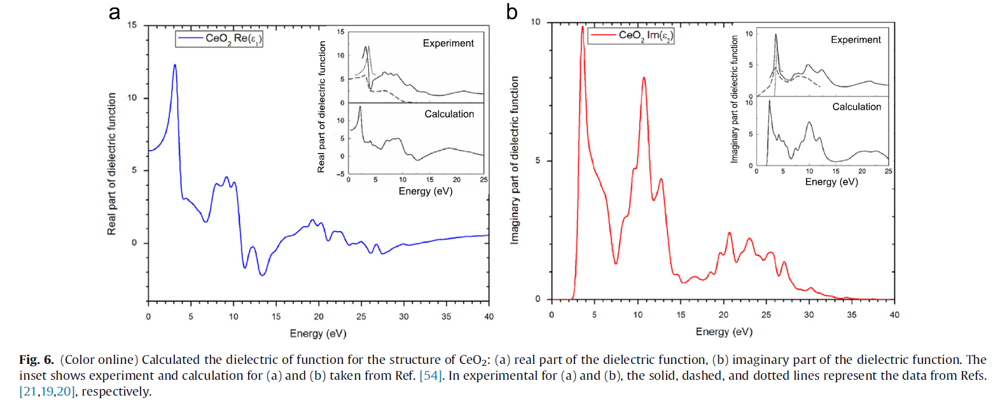 a
15
10
5
0
0 5 10 15 20 25 30 35 40
Real part of dielectric function
Energy (eV)
CeO2 Re(ε1)
Experiment
15
10
5
0
Calculation
10
5
0
−5
0 5 10 15 20 25
Real part of dielectric function
Energy (eV)
b
10
5
0
0 5 10 15 20 25 30 35 40
Imaginary part of dielectric function
Energy (eV)
CeO2 Im(ε2)
Experiment
10
5
0
Calculation
10
5
0
0 5 10 15 20 25
Imaginary part of dielectric function
Energy (eV)
Fig. 6. (Color online) Calculated the dielectric of function for the structure of CeO2: (a) real part of the dielectric function, (b) imaginary part of the dielectric function. The
inset shows experiment and calculation for (a) and (b) taken from Ref. [54]. In experimental for (a) and (b), the solid, dashed, and dotted lines represent the data from Refs.
[21,19,20], respectively.